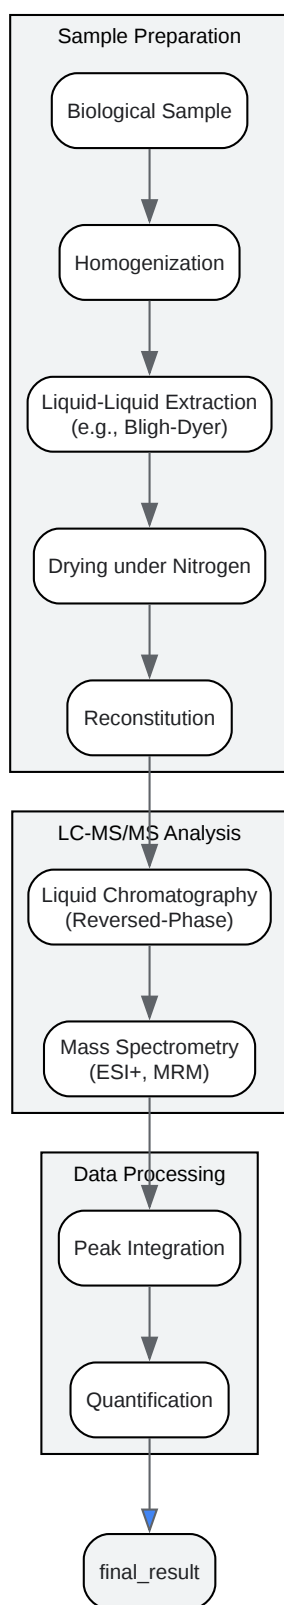 Sample Preparation
Biological Sample
Homogenization
Liquid-Liquid Extraction
(e.g., Bligh-Dyer)
Drying under Nitrogen
Reconstitution
LC-MS/MS Analysis
Liquid Chromatography
(Reversed-Phase)
Mass Spectrometry
(ESI+, MRM)
Data Processing
Peak Integration
Quantification
final_result